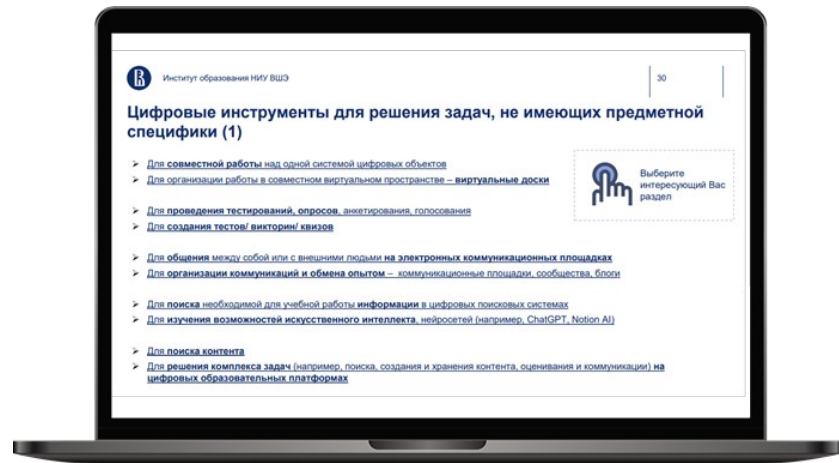 Институт образования НИУ ВШЭ
30
Цифровые инструменты для решения задач, не имеющих предметной
специфики (1)
Для совместной работы над одной системой цифровых объектов
Для организации работы в совместном виртуальном пространстве – виртуальные доски
Выберите
интересующий Вас
раздел
Для проведения тестирований, опросов, анкетирования, голосования
Для создания тестов/ викторин/ квизов
Для общения между собой или с внешними людьми на электронных коммуникационных площадках
Для организации коммуникаций и обмена опытом – коммуникационные площадки, сообщества, блоги
Для поиска необходимой для учебной работы информации в цифровых поисковых системах
Для изучения возможностей искусственного интеллекта, нейросетей (например, ChatGPT, Notion AI)
Для поиска контента
Для решения комплекса задач (например, поиска, создания и хранения контента, оценивания и коммуникации) на
цифровых образовательных платформах